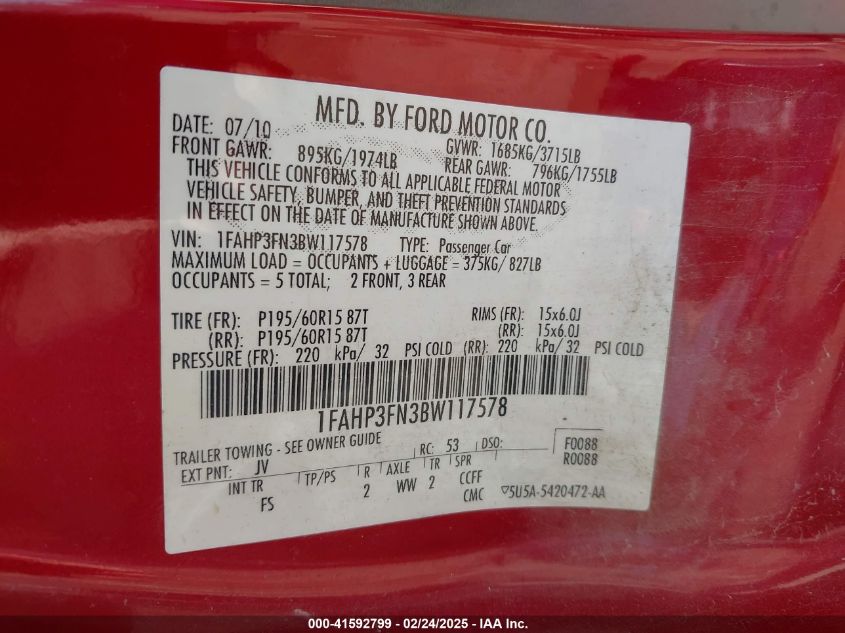 MFD. BY FORD MOTOR CO.
DATE: 07/10 GVWR: 1685KG/3715LB
FRONT GAWR: 895KG/1974LB REAR GAWR: 796KG/1755LB
THIS VEHICLE CONFORMS TO ALL APPLICABLE FEDERAL MOTOR
VEHICLE SAFETY, BUMPER, AND THEFT PREVENTION STANDARDS
IN EFFECT ON THE DATE OF MANUFACTURE SHOWN ABOVE.
VIN: 1FAHP3FN3BW117578 TYPE: Passenger Car
MAXIMUM LOAD = OCCUPANTS + LUGGAGE = 375KG/ 827LB
OCCUPANTS = 5 TOTAL; 2 FRONT, 3 REAR
TIRE (FR): P195/60R15 87T RIMS (FR): 15x6.0J
(RR): P195/60R15 87T (RR): 15x6.0J
PRESSURE (FR): 220 kPa/ 32 PSI COLD (RR): 220 kPa/ 32 PSI COLD
1FAHP3FN3BW117578
TRAILER TOWING - SEE OWNER GUIDE RC: 53 DSO: F0088
EXT PNT: JV R0088
INT TR TP/PS R AXLE TR SPR
FS 2 WW 2 CCFF
CMC 5U5A-5420472-AA
000-41592799 - 02/24/2025 - IAA Inc.